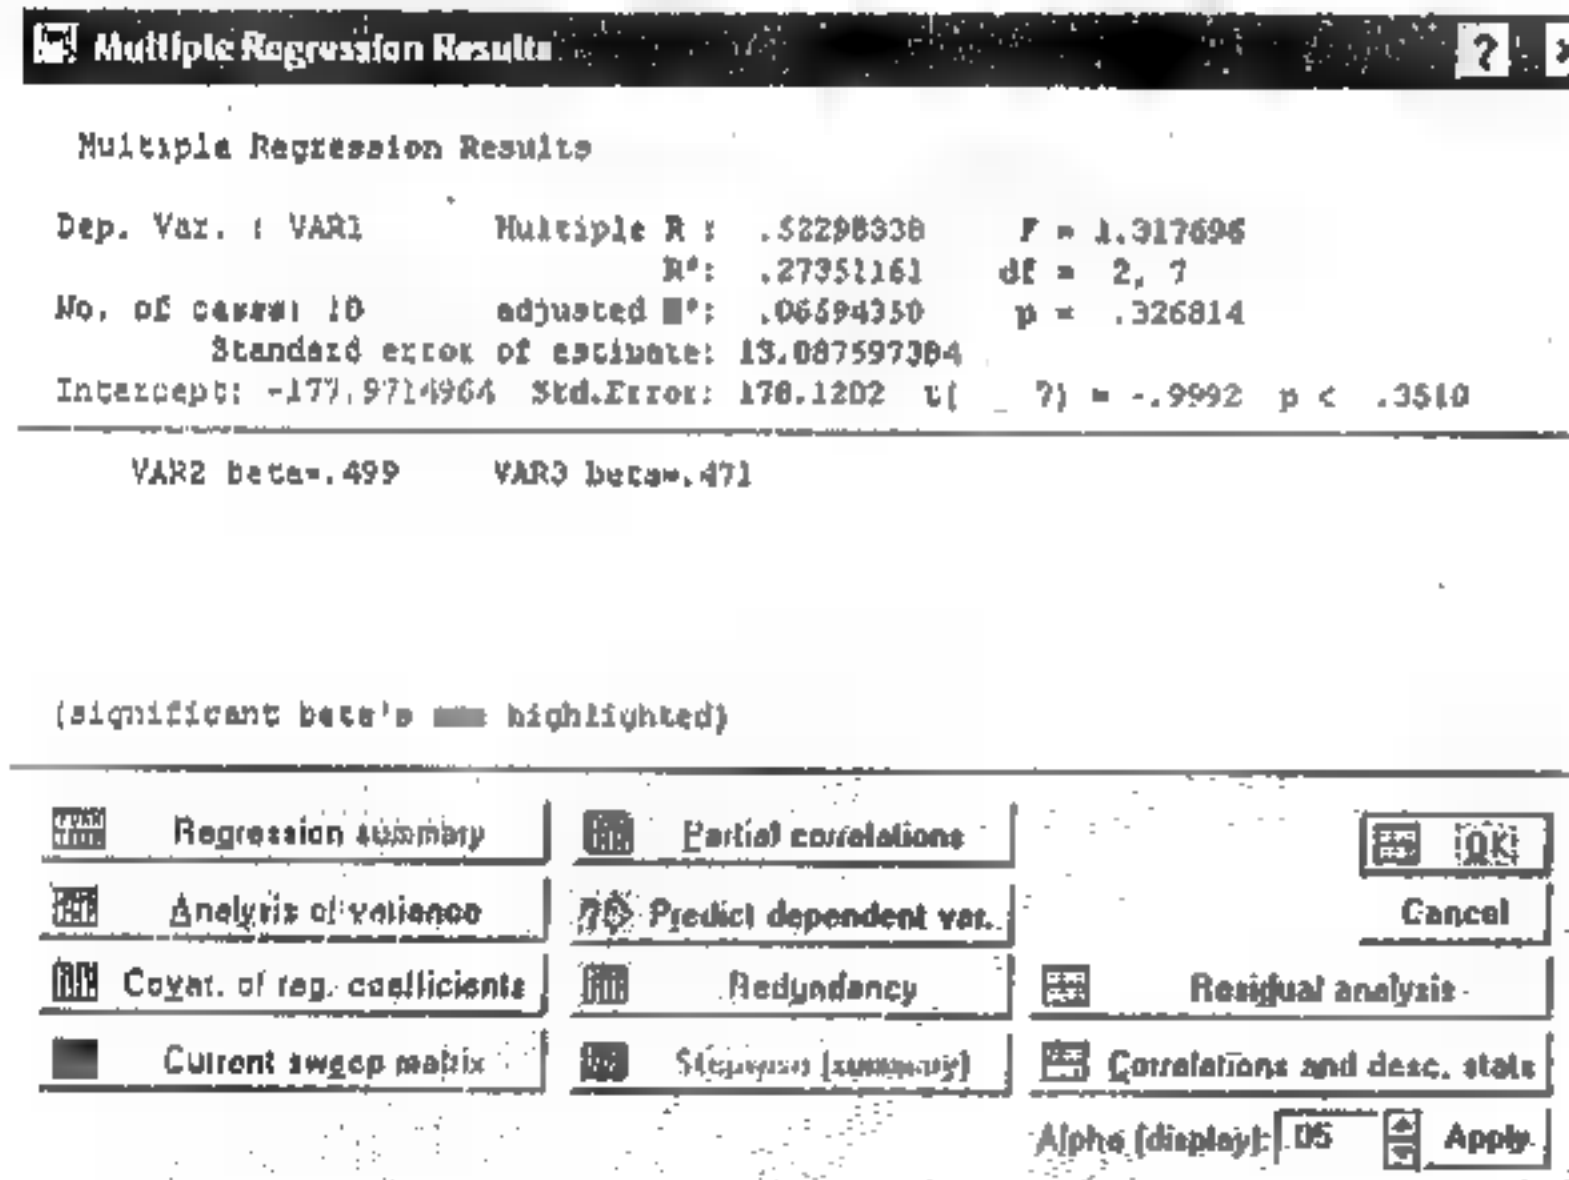 Multiple Regression Results
?
Multiple Regression Results
Dep. Var. : VAR1 Multiple R : .52298338 F = 1.317696
R²: .27351161 df = 2, 7
No. of cases: 10 adjusted R²: .06594350 p = .326814
Standard error of estimate: 13.087597384
Intercept: -177.9714964 Std.Error: 178.1202 t( 7) = -.9992 p < .3510
VAR2 beta=.499 VAR3 beta=.471
(significant beta's highlighted)
Regression summary Partial correlations OK
Analysis of variance Predict dependent var. Cancel
Covar. of reg. coefficients Redundancy Residual analysis
Current sweep matrix Stepwise (summary) Correlations and desc. stats
Alpha (display): .05 Apply